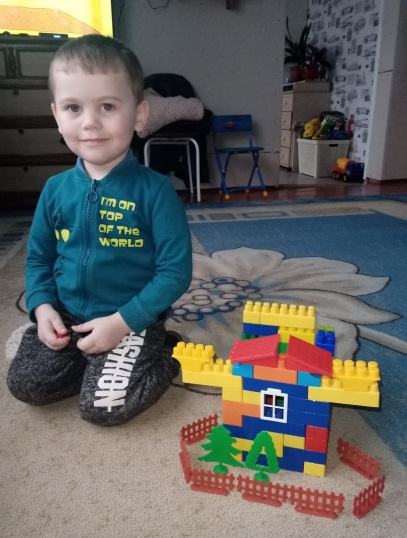 I'M ON
TOP
OF THE
WORLD
FASHION